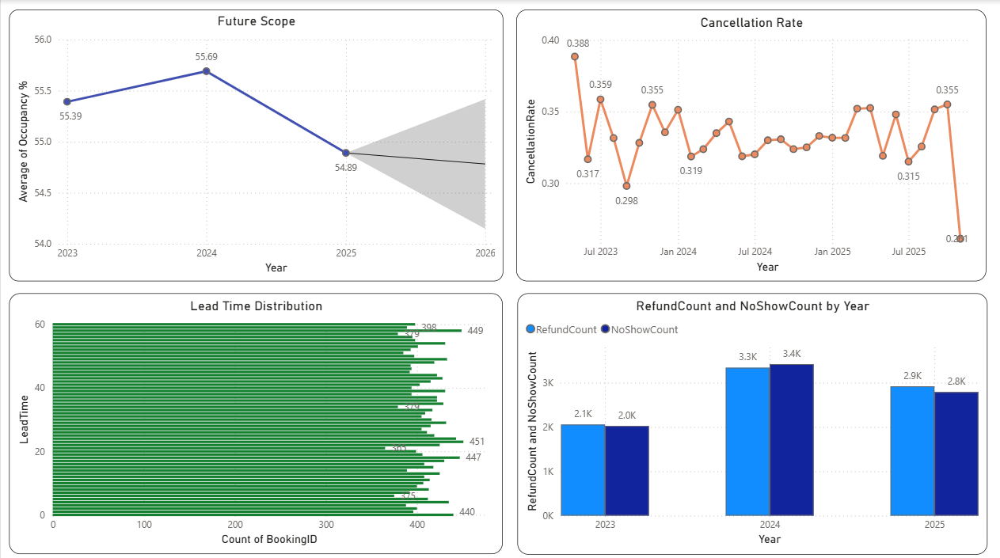 Future Scope
56.0
55.5
55.0
54.5
54.0
Average of Occupancy %
55.39
55.69
54.89
2023
2024
2025
2026
Year
Cancellation Rate
0.40
0.35
0.30
CancellationRate
0.388
0.317
0.359
0.298
0.355
0.319
0.315
0.355
Jul 2023
Jan 2024
Jul 2024
Jan 2025
Jul 2025
Year
Lead Time Distribution
60
40
20
0
LeadTime
398
449
379
379
451
365
447
375
440
0
100
200
300
400
Count of BookingID
RefundCount and NoShowCount by Year
RefundCount
NoShowCount
RefundCount and NoShowCount
3K
2K
1K
0K
2.1K
2.0K
3.3K
3.4K
2.9K
2.8K
2023
2024
2025
Year